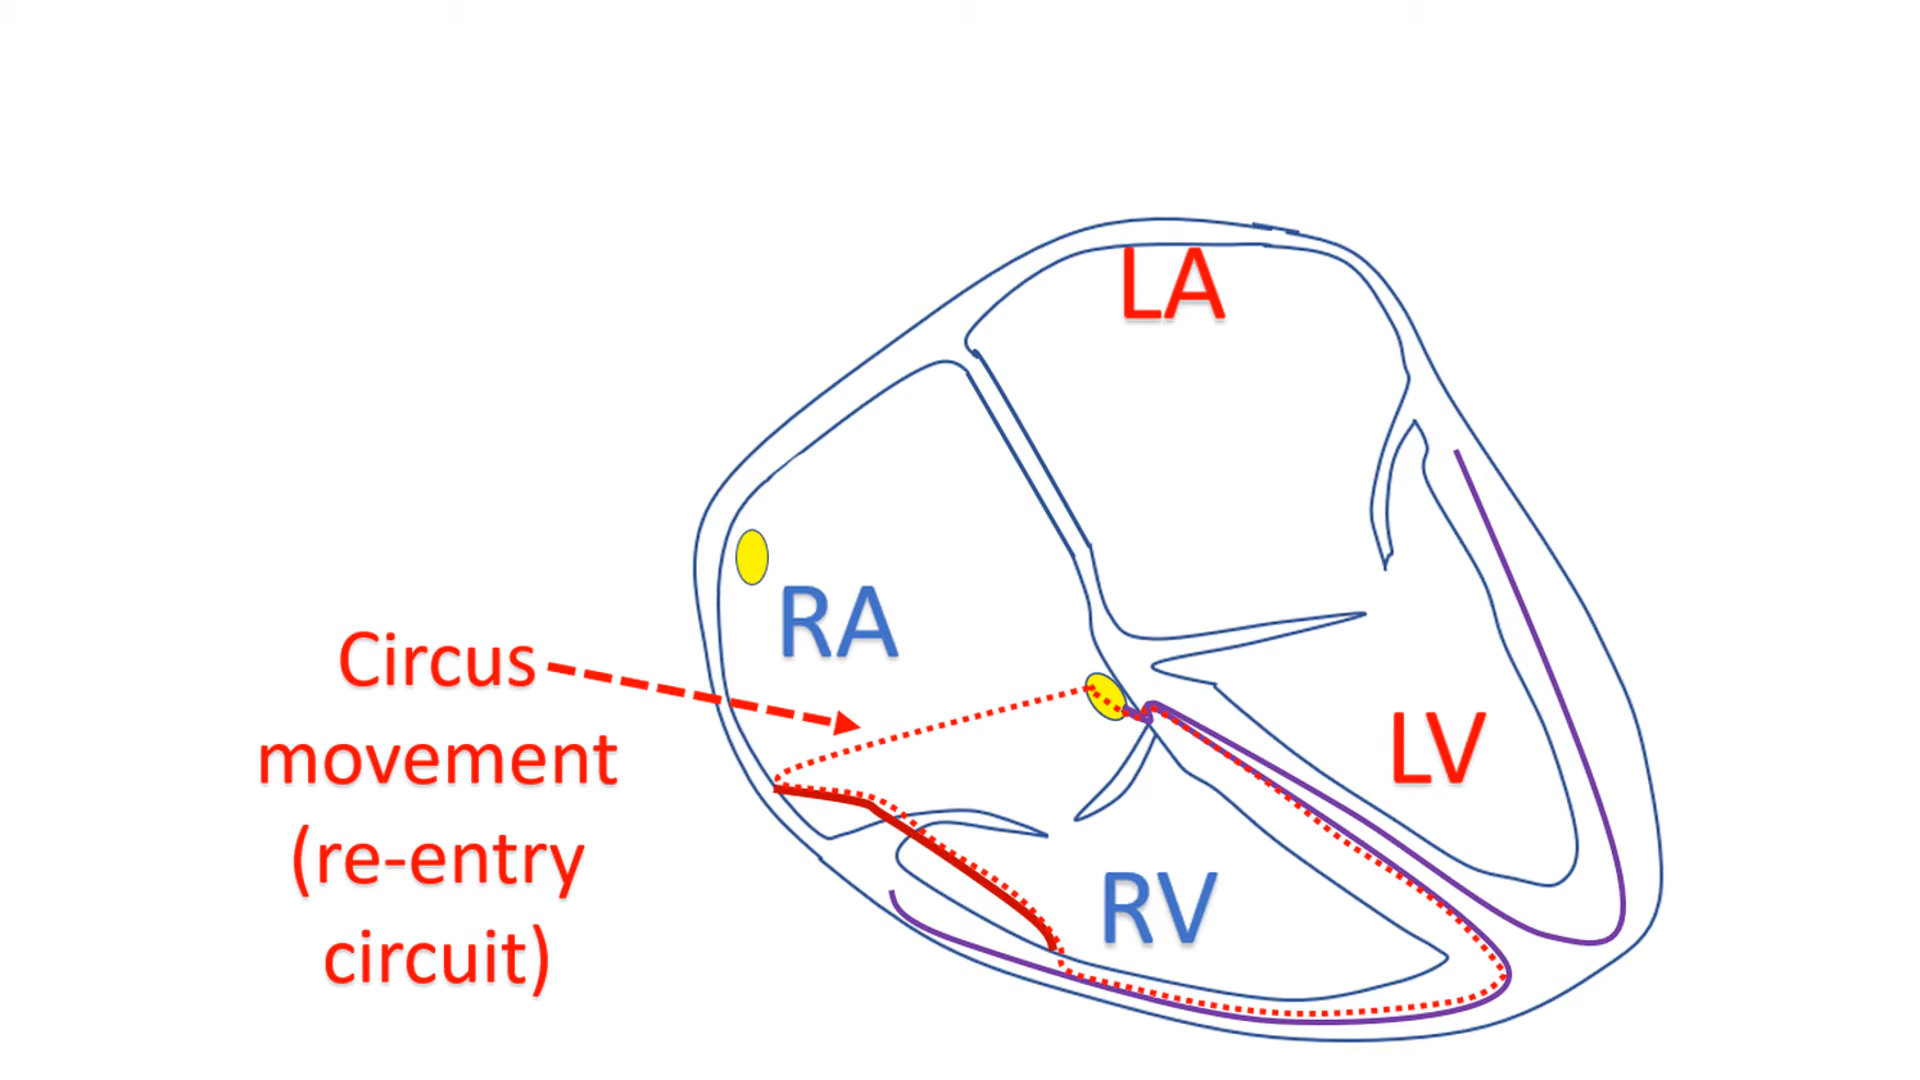 LA
RA
Circus
movement
(re-entry
circuit)
LV
RV